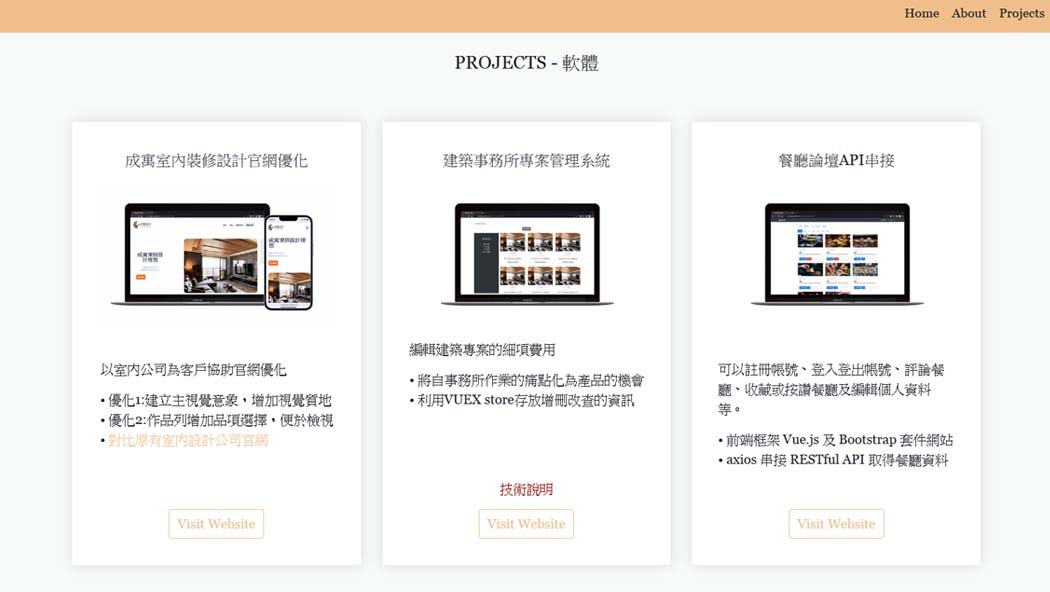 Home About Projects
PROJECTS - 軟體
成寓室內裝修設計官網優化
以室內公司為客戶協助官網優化
• 優化1:建立主視覺意象，增加視覺質地
• 優化2:作品列增加品項選擇，便於檢視
• 對比原有室內設計公司官網
Visit Website
建築事務所專案管理系統
編輯建築專案的細項費用
• 將自事務所作業的痛點化為產品的機會
• 利用VUEX store存放增刪改查的資訊
技術說明
Visit Website
餐廳論壇API串接
可以註冊帳號、登入登出帳號、評論餐
廳、收藏或按讚餐廳及編輯個人資料
等。
• 前端框架 Vue.js 及 Bootstrap 套件網站
• axios 串接 RESTful API 取得餐廳資料
Visit Website